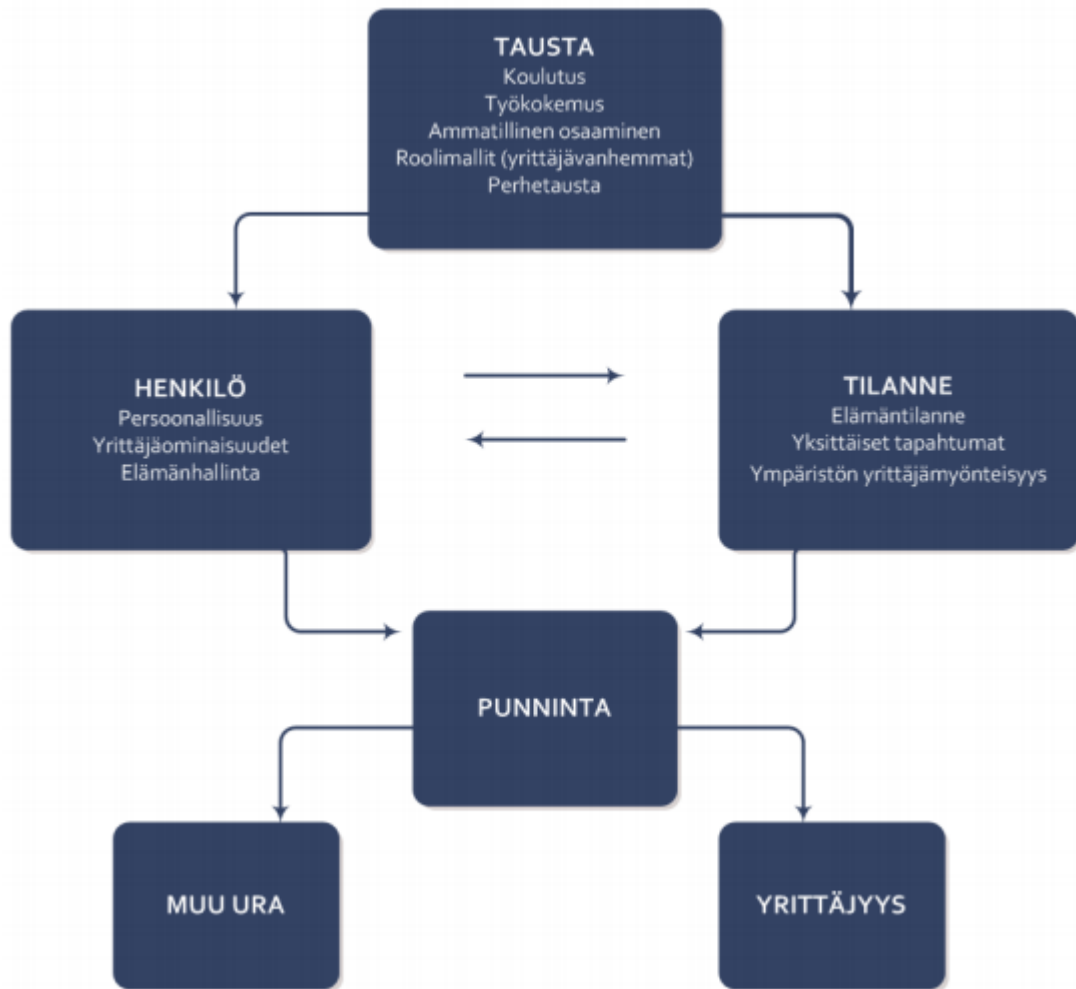 TAUSTA
Koulutus
Työkokemus
Ammatillinen osaaminen
Roolimallit (yrittäjävanhemmat)
Perhetausta
HENKILÖ
Persoonallisuus
Yrittäjäominaisuudet
Elämänhallinta
TILANNE
Elämäntilanne
Yksittäiset tapahtumat
Ympäristön yrittäjämyönteisyys
PUNNINTA
MUU URA
YRITTÄJYYS